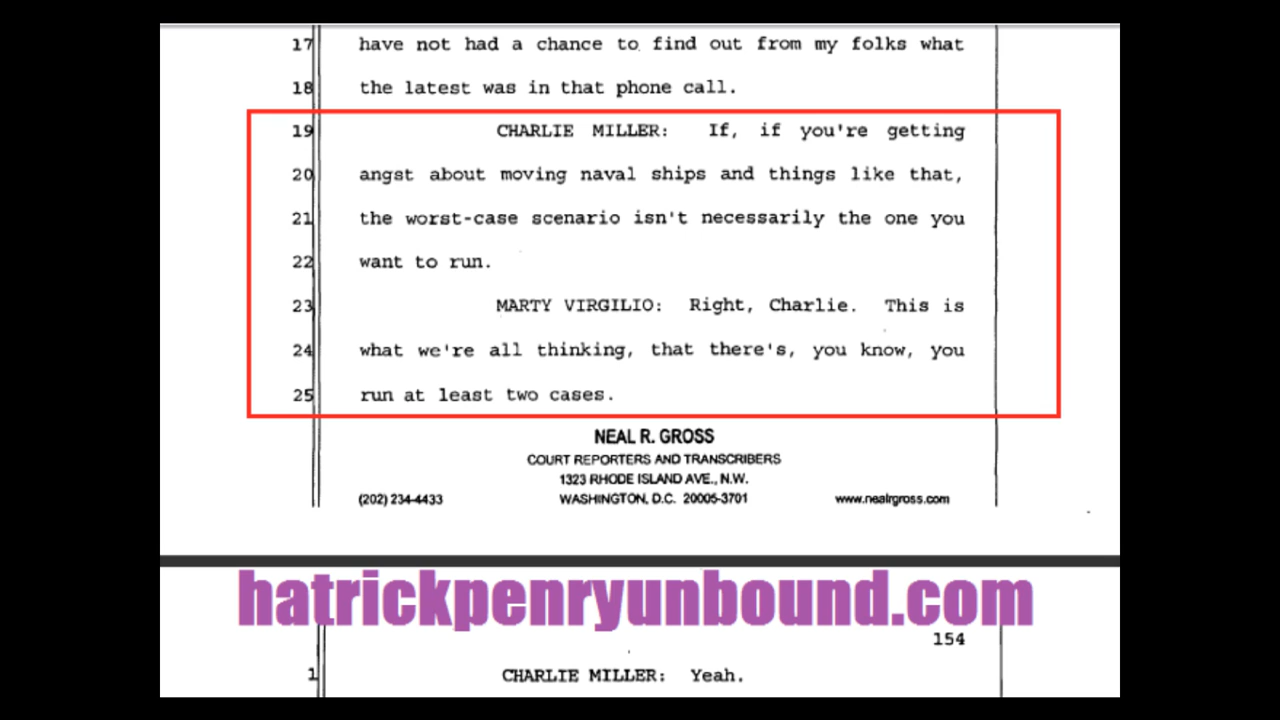 17 have not had a chance to find out from my folks what
18 the latest was in that phone call.
19 CHARLIE MILLER: If, if you're getting
20 angst about moving naval ships and things like that,
21 the worst-case scenario isn't necessarily the one you
22 want to run.
23 MARTY VIRGILIO: Right, Charlie. This is
24 what we're all thinking, that there's, you know, you
25 run at least two cases.
NEAL R. GROSS
COURT REPORTERS AND TRANSCRIBERS
1323 RHODE ISLAND AVE., N.W.
(202) 234-4433 WASHINGTON, D.C. 20005-3701 www.nealrgross.com
hatrickpenryunbound.com
154
1 CHARLIE MILLER: Yeah.